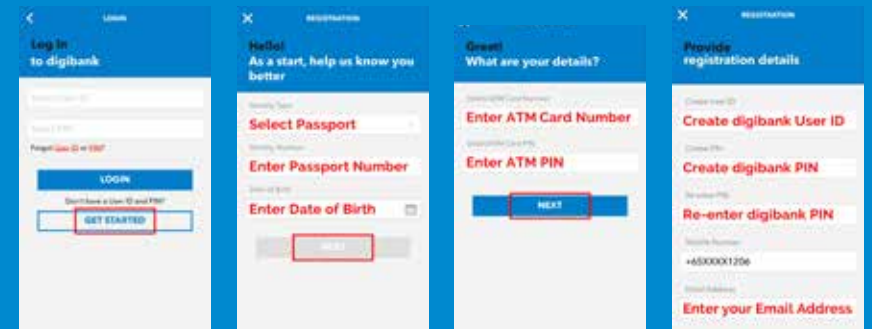 LOGIN
Log in
to digibank
Forgot User ID or PIN?
LOGIN
Don't have a User ID and PIN?
GET STARTED
REGISTRATION
Hello!
As a start, help us know you
better
Select Passport
Enter Passport Number
Date of Birth
Enter Date of Birth
NEXT
Great!
What are your details?
Enter ATM Card Number
Enter ATM PIN
NEXT
REGISTRATION
Provide
registration details
Create User ID
Create digibank User ID
Create PIN
Create digibank PIN
Re-enter PIN
Re-enter digibank PIN
Mobile Number
+65XXXX1206
Email Address
Enter your Email Address